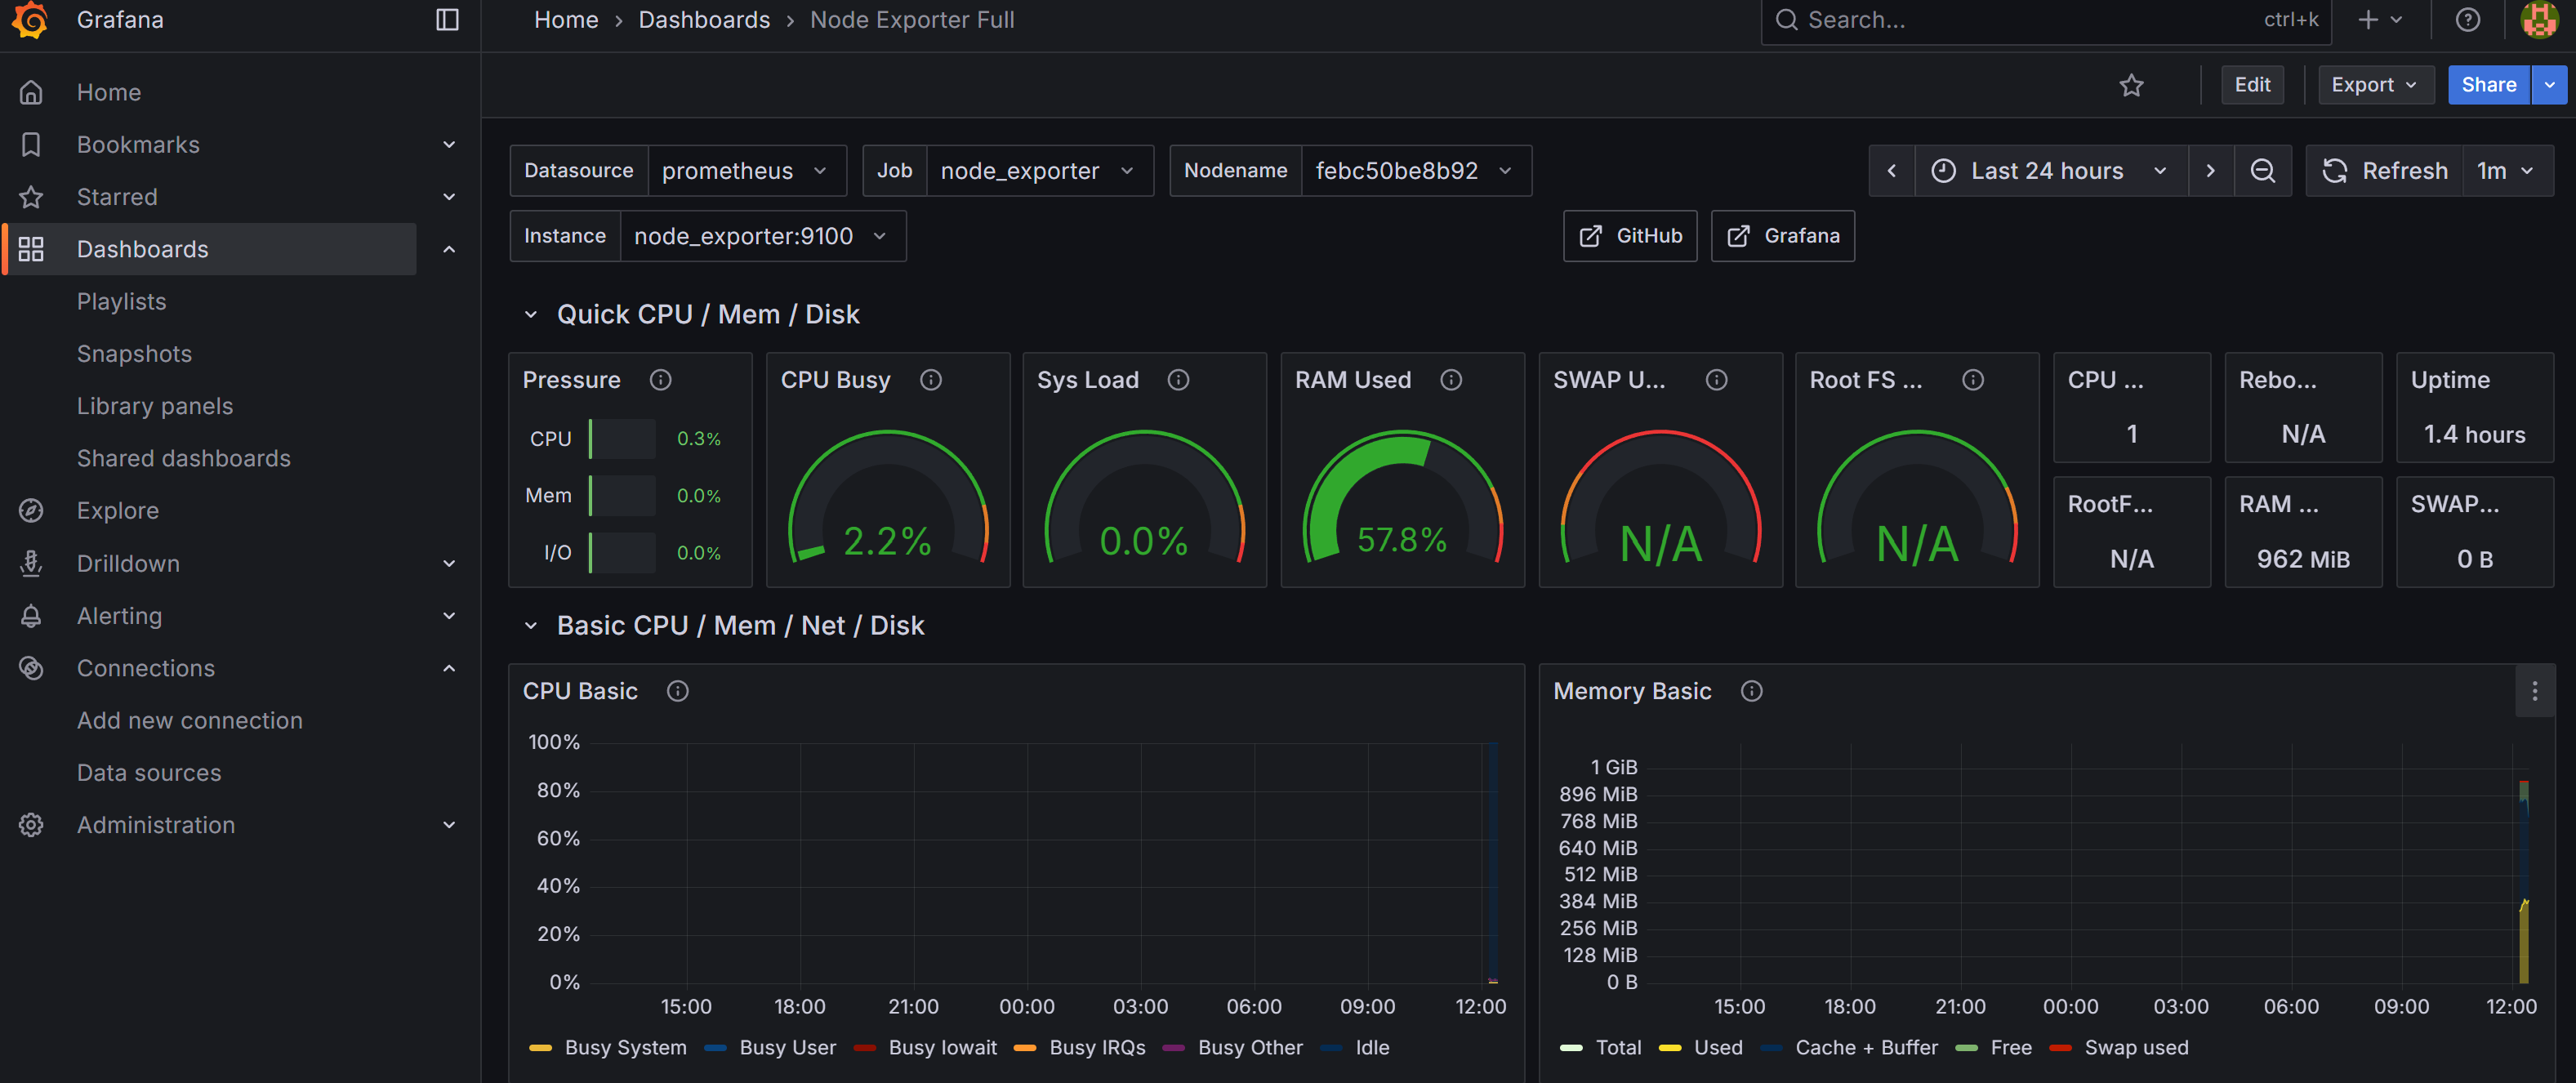 Grafana
Home › Dashboards › Node Exporter Full
Search...
ctrl+k
Edit
Export
Share
Home
Bookmarks
Starred
Dashboards
Playlists
Snapshots
Library panels
Shared dashboards
Explore
Drilldown
Alerting
Connections
Add new connection
Data sources
Administration
Datasource prometheus
Job node_exporter
Nodename febc50be8b92
Last 24 hours
Refresh 1m
Instance node_exporter:9100
GitHub
Grafana
Quick CPU / Mem / Disk
Pressure
CPU 0.3%
Mem 0.0%
I/O 0.0%
CPU Busy
2.2%
Sys Load
0.0%
RAM Used
57.8%
SWAP U...
N/A
Root FS ...
N/A
CPU ...
1
Rebo...
N/A
Uptime
1.4 hours
RootF...
N/A
RAM ...
962 MiB
SWAP...
0 B
Basic CPU / Mem / Net / Disk
CPU Basic
100%
80%
60%
40%
20%
0%
15:00 18:00 21:00 00:00 03:00 06:00 09:00 12:00
Busy System Busy User Busy Iowait Busy IRQs Busy Other Idle
Memory Basic
1 GiB
896 MiB
768 MiB
640 MiB
512 MiB
384 MiB
256 MiB
128 MiB
0 B
15:00 18:00 21:00 00:00 03:00 06:00 09:00 12:00
Total Used Cache + Buffer Free Swap used